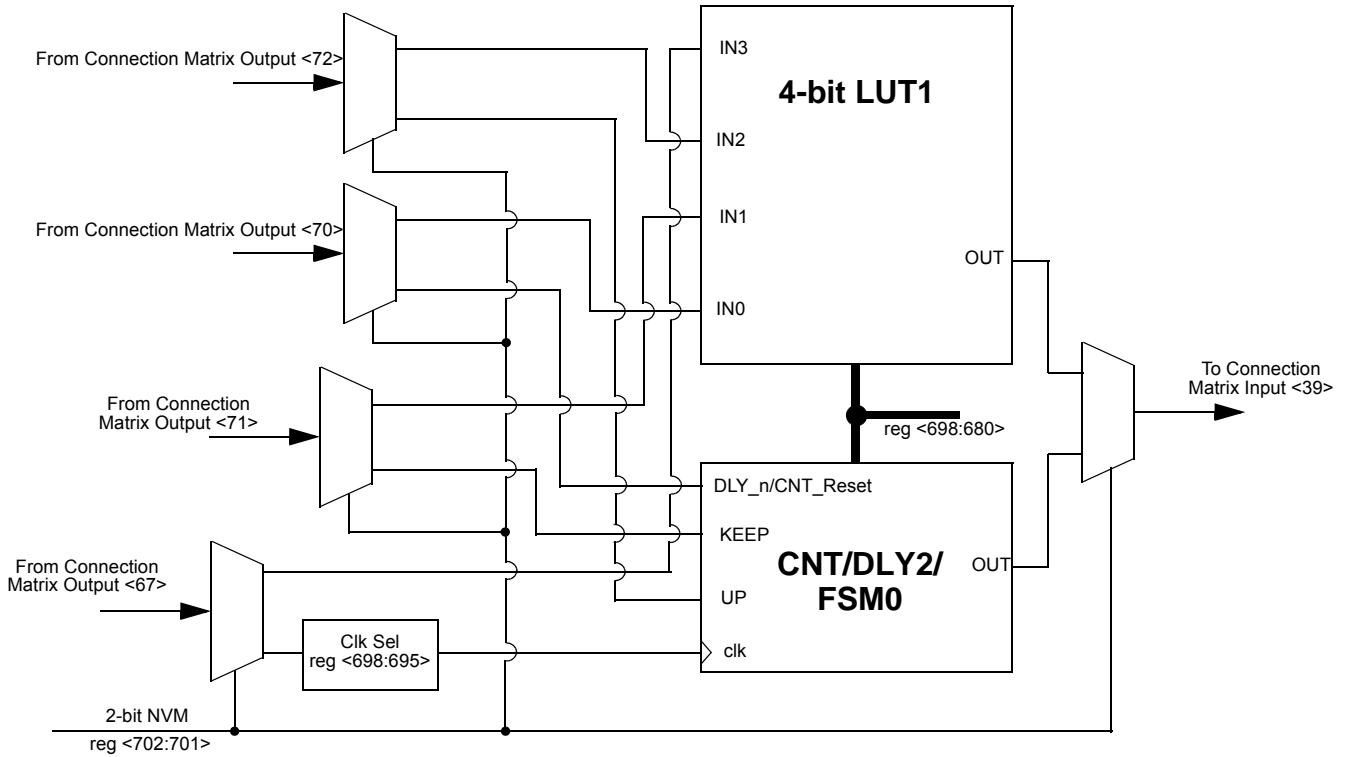 From Connection Matrix Output <72>
IN3
4-bit LUT1
IN2
From Connection Matrix Output <70>
IN1
OUT
IN0
From Connection
Matrix Output <71>
To Connection
Matrix Input <39>
reg <698:680>
DLY_n/CNT_Reset
KEEP
CNT/DLY2/
FSM0
OUT
UP
From Connection
Matrix Output <67>
Clk Sel
reg <698:695>
clk
2-bit NVM
reg <702:701>